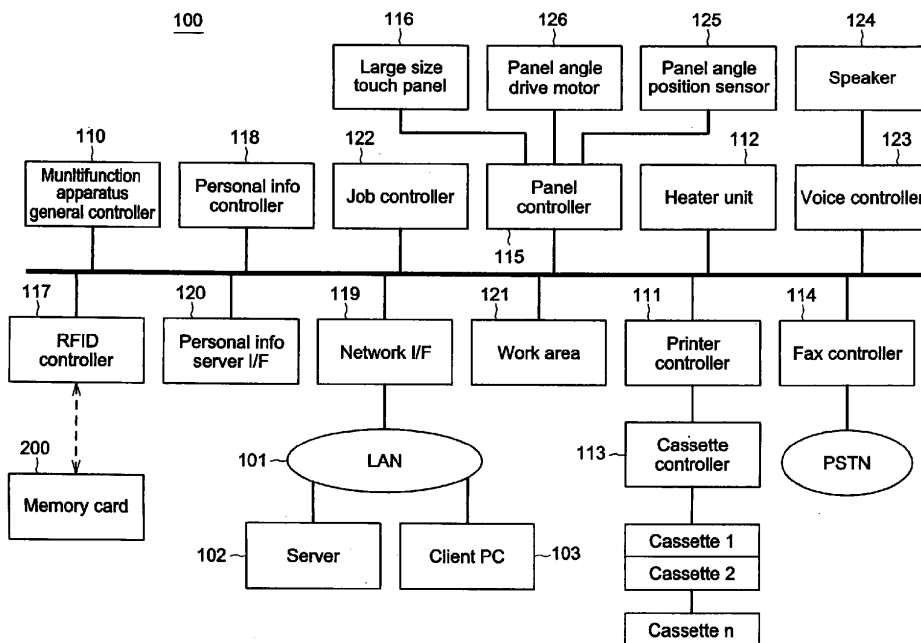 100
116
126
125
124
Large size
touch panel
Panel angle
drive motor
Panel angle
position sensor
Speaker
110
118
122
112
123
Munltifunction
apparatus
general controller
Personal info
controller
Job controller
Panel
controller
Heater unit
Voice controller
115
117
120
119
121
111
114
RFID
controller
Personal info
server I/F
Network I/F
Work area
Printer
controller
Fax controller
200
101
113
Memory card
LAN
Cassette
controller
PSTN
102
Server
Client PC
103
Cassette 1
Cassette 2
Cassette n